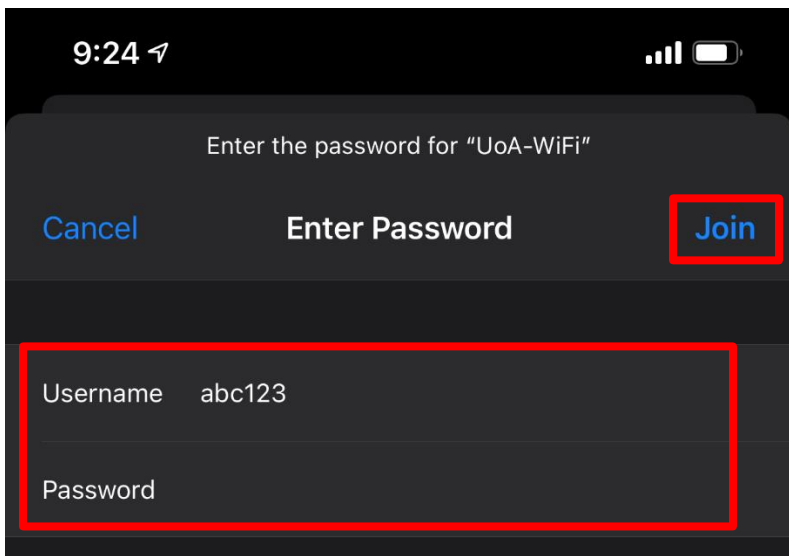 9:24
Enter the password for “UoA-WiFi”
Cancel Enter Password Join
Username abc123
Password